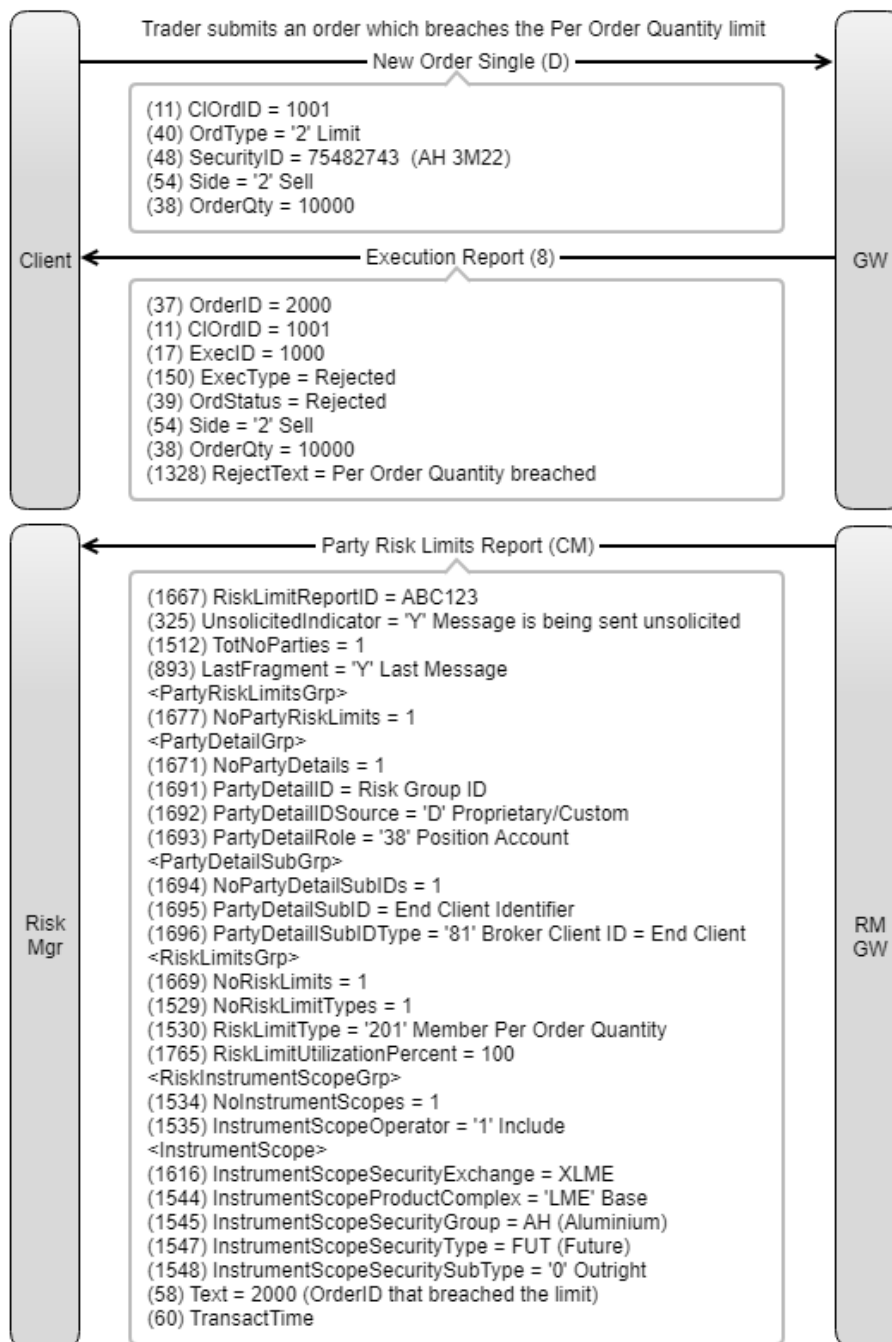 Trader submits an order which breaches the Per Order Quantity limit
New Order Single (D)
(11) ClOrdID = 1001
(40) OrdType = '2' Limit
(48) SecurityID = 75482743 (AH 3M22)
(54) Side = '2' Sell
(38) OrderQty = 10000
Client
Execution Report (8)
GW
(37) OrderID = 2000
(11) ClOrdID = 1001
(17) ExecID = 1000
(150) ExecType = Rejected
(39) OrdStatus = Rejected
(54) Side = '2' Sell
(38) OrderQty = 10000
(1328) RejectText = Per Order Quantity breached
Party Risk Limits Report (CM)
(1667) RiskLimitReportID = ABC123
(325) UnsolicitedIndicator = 'Y' Message is being sent unsolicited
(1512) TotNoParties = 1
(893) LastFragment = 'Y' Last Message
<PartyRiskLimitsGrp>
(1677) NoPartyRiskLimits = 1
<PartyDetailGrp>
(1671) NoPartyDetails = 1
(1691) PartyDetailID = Risk Group ID
(1692) PartyDetailIDSource = 'D' Proprietary/Custom
(1693) PartyDetailRole = '38' Position Account
<PartyDetailSubGrp>
(1694) NoPartyDetailSubIDs = 1
(1695) PartyDetailSubID = End Client Identifier
(1696) PartyDetaillSubIDType = '81' Broker Client ID = End Client
<RiskLimitsGrp>
(1669) NoRiskLimits = 1
(1529) NoRiskLimitTypes = 1
(1530) RiskLimitType = '201' Member Per Order Quantity
(1765) RiskLimitUtilizationPercent = 100
<RiskInstrumentScopeGrp>
(1534) NoInstrumentScopes = 1
(1535) InstrumentScopeOperator = '1' Include
<InstrumentScope>
(1616) InstrumentScopeSecurityExchange = XLME
(1544) InstrumentScopeProductComplex = 'LME' Base
(1545) InstrumentScopeSecurityGroup = AH (Aluminium)
(1547) InstrumentScopeSecurityType = FUT (Future)
(1548) InstrumentScopeSecuritySubType = '0' Outright
(58) Text = 2000 (OrderID that breached the limit)
(60) TransactTime
Risk
Mgr
RM
GW